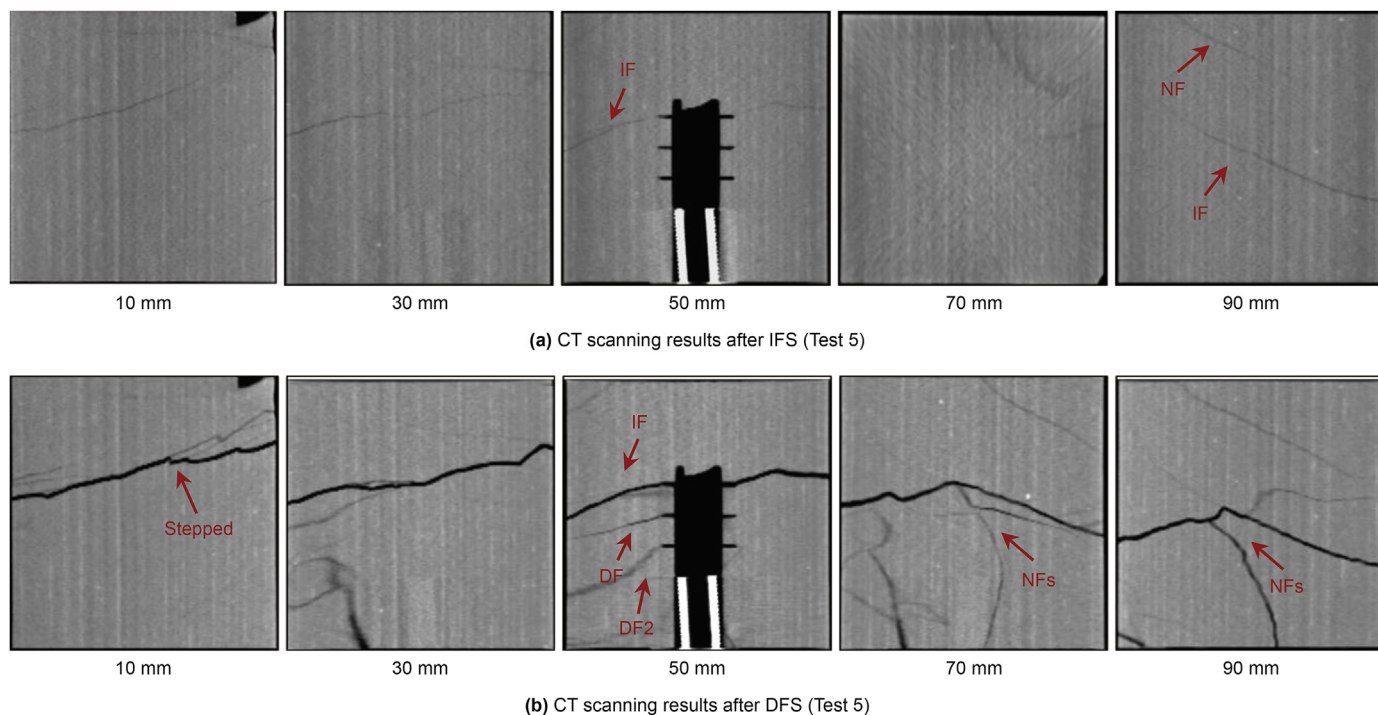 IF
NF
IF
10 mm
30 mm
50 mm
70 mm
90 mm
(a) CT scanning results after IFS (Test 5)
IF
Stepped
DF
DF2
NFs
NFs
10 mm
30 mm
50 mm
70 mm
90 mm
(b) CT scanning results after DFS (Test 5)